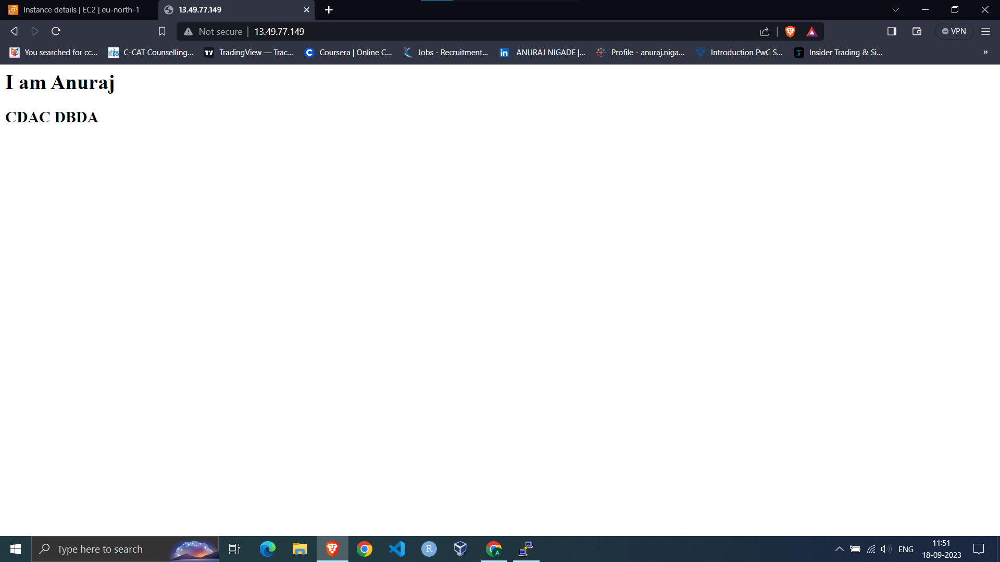 Instance details | EC2 | eu-north-1
13.49.77.149
Not secure | 13.49.77.149
VPN
You searched for cc...
C-CAT Counselling...
TradingView — Trac...
Coursera | Online C...
Jobs - Recruitment...
ANURAJ NIGADE |...
Profile - anuraj.niga...
Introduction PwC S...
Insider Trading & Si...
»
I am Anuraj
CDAC DBDA
Type here to search
ENG
11:51
18-09-2023